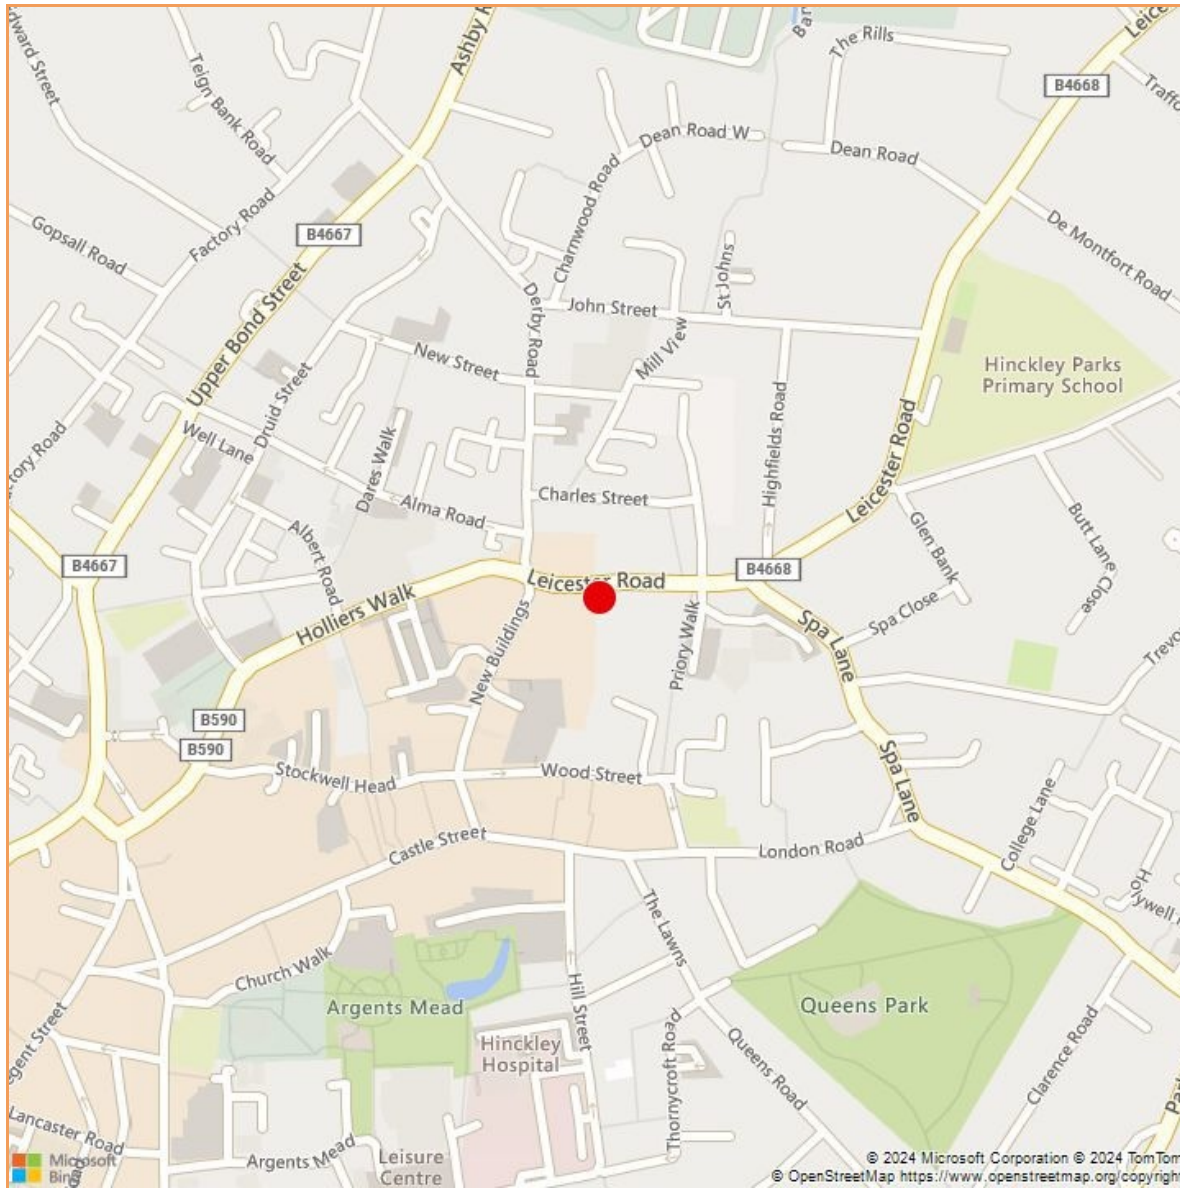 The Rills
Ashby R
B4668
Teign Bank Road
Dean Road W
Dean Road
Factory Road
Charnwood Road
De Montfort Road
Gopsall Road
B4667
St Johns
Derby Road
John Street
Upper Bond Street
New Street
Mill View
Hinckley Parks
Primary School
Druid Street
Highfields Road
Leicester Road
Well Lane
Dares Walk
Charles Street
Alma Road
Albert Road
Glen Bank
Butt Lane Close
B4667
Leicester Road
B4668
Holliers Walk
New Buildings
Priory Walk
Spa Lane
Spa Close
B590
B590
Stockwell Head
Wood Street
Spa Lane
Castle Street
London Road
College Lane
Church Walk
The Lawns
Argents Mead
Hill Street
Queens Park
Hinckley
Hospital
Thornycroft Road
Queens Road
Clarence Road
Lancaster Road
Argents Mead
Leisure
Centre
Microsoft
Bing
© 2024 Microsoft Corporation © 2024 TomTom
© OpenStreetMap https://www.openstreetmap.org/copyright